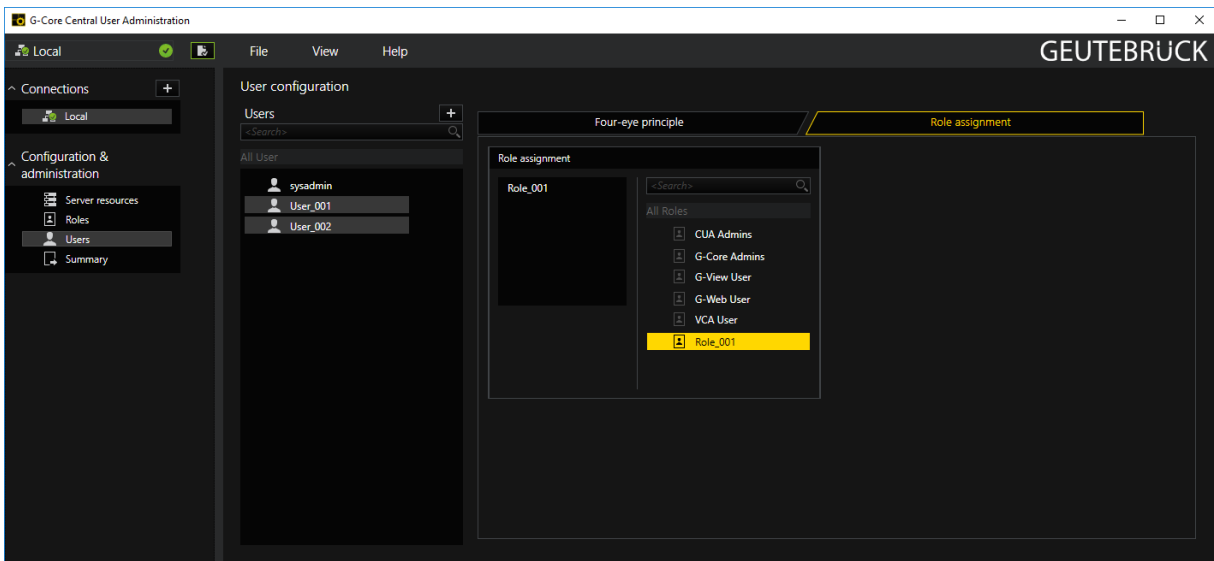 G-Core Central User Administration
Local
File View Help
GEUTEBRÜCK
Connections
Local
Configuration &
administration
Server resources
Roles
Users
Summary
User configuration
Users
<Search>
All User
sysadmin
User_001
User_002
Four-eye principle
Role assignment
Role assignment
Role_001
<Search>
All Roles
CUA Admins
G-Core Admins
G-View User
G-Web User
VCA User
Role_001